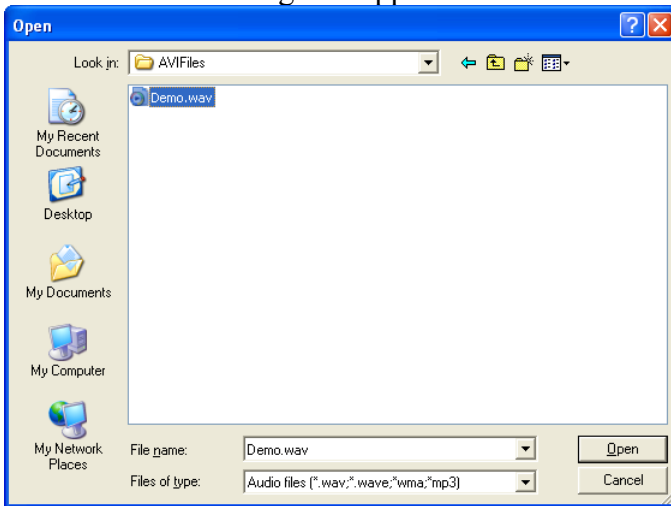 Open
Look in: AVIFiles
Demo.wav
My Recent
Documents
Desktop
My Documents
My Computer
My Network
Places
File name: Demo.wav Open
Files of type: Audio files (*.wav;*.wave;*wma;*mp3) Cancel